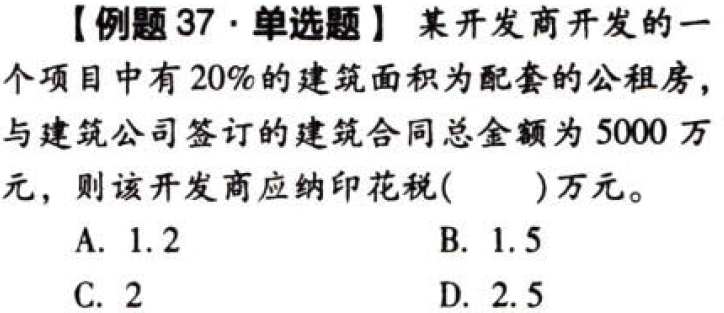 【例题 37·单选题】 某开发商开发的一
个项目中有 20%的建筑面积为配套的公租房，
与建筑公司签订的建筑合同总金额为 5000 万
元，则该开发商应纳印花税(　　)万元。
A. 1. 2　　B. 1. 5
C. 2　　D. 2. 5